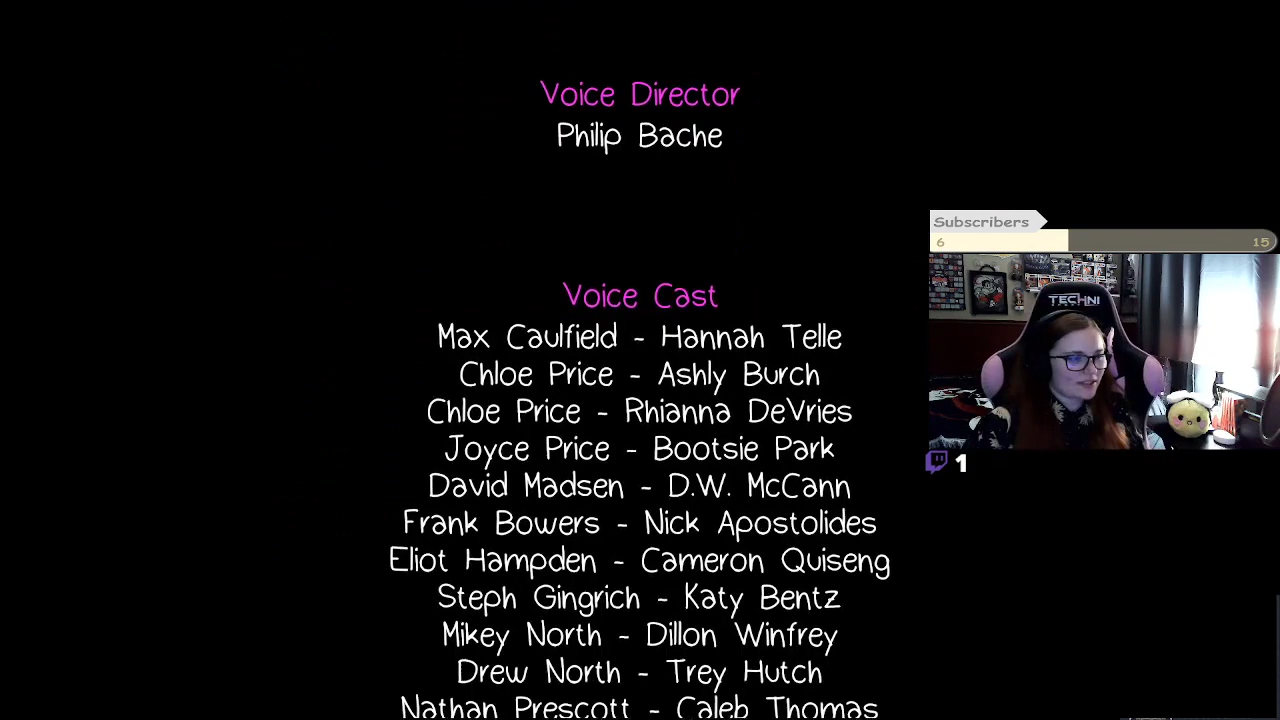 Voice Director
Philip Bache
Voice Cast
Max Caulfield - Hannah Telle
Chloe Price - Ashly Burch
Chloe Price - Rhianna DeVries
Joyce Price - Bootsie Park
David Madsen - D.W. McCann
Frank Bowers - Nick Apostolides
Eliot Hampden - Cameron Quiseng
Steph Gingrich - Katy Bentz
Mikey North - Dillon Winfrey
Drew North - Trey Hutch
Nathan Prescott - Caleb Thomas
Subscribers
6 15
TECHNI
1